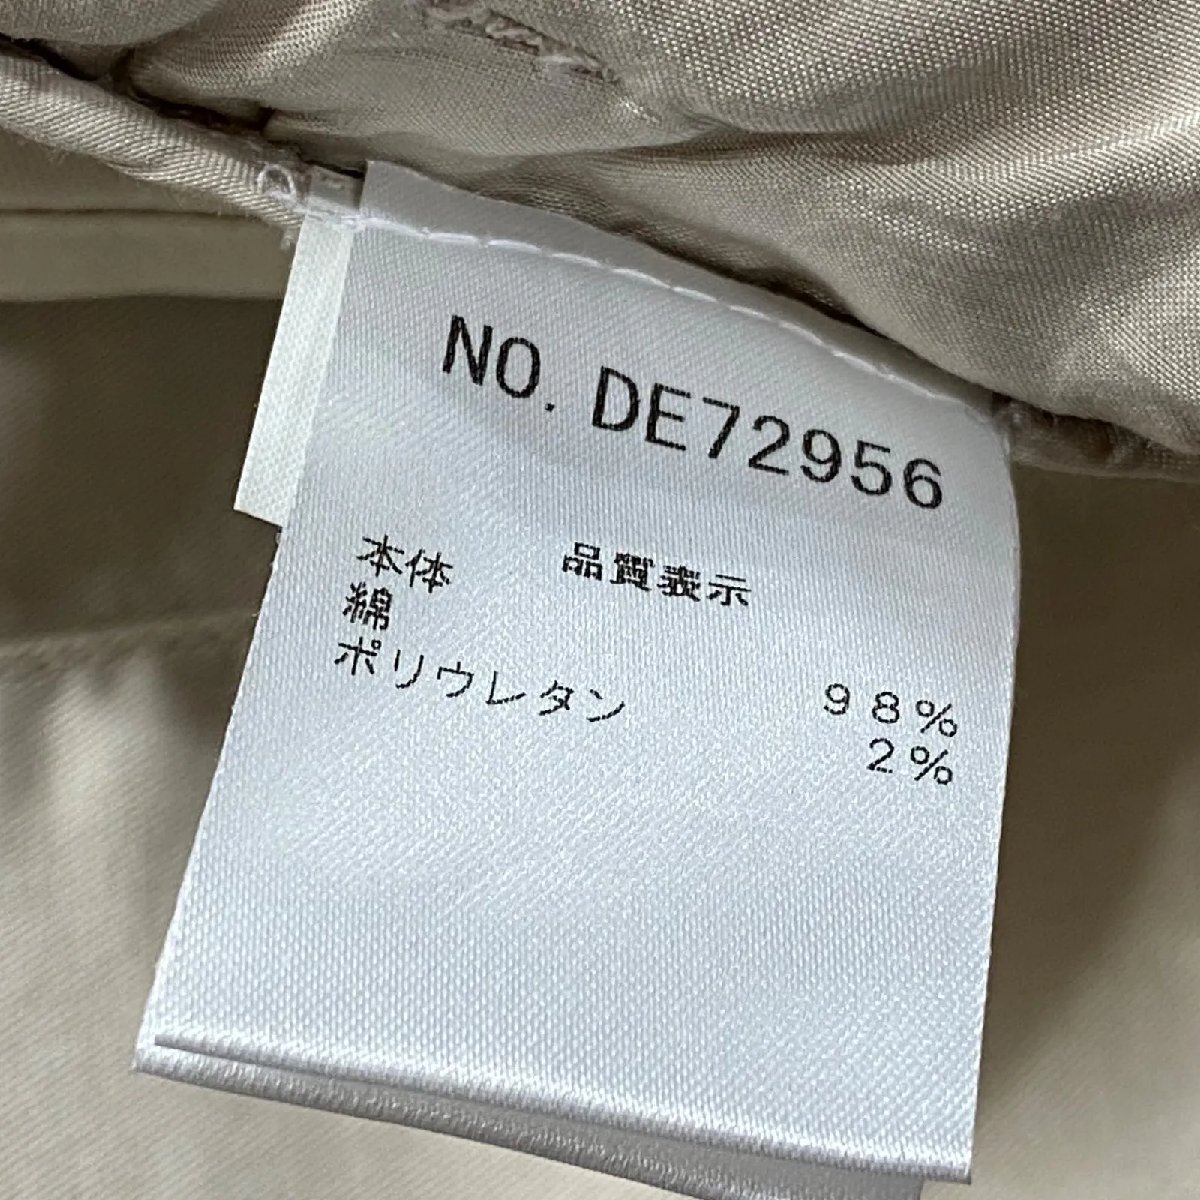 NO. DE72956
品質表示
本体
綿 98%
ポリウレタン 2%